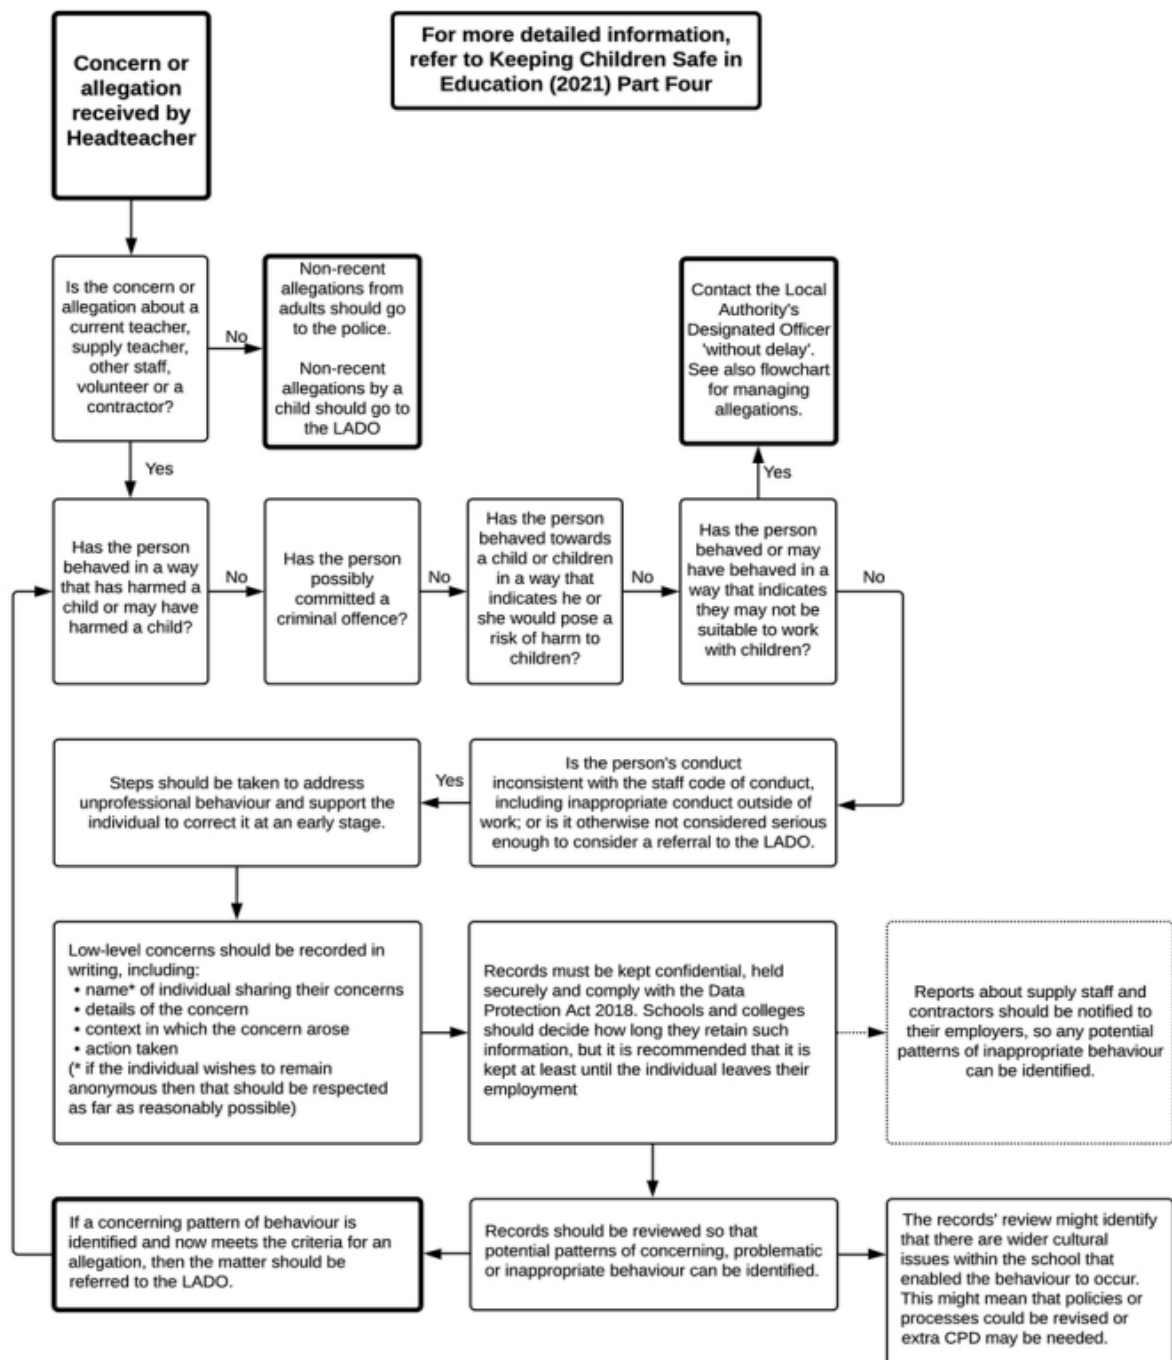 Concern or
allegation
received by
Headteacher
For more detailed information,
refer to Keeping Children Safe in
Education (2021) Part Four
Is the concern or
allegation about a
current teacher,
supply teacher,
other staff,
volunteer or a
contractor?
No
Non-recent
allegations from
adults should go
to the police.
Non-recent
allegations by a
child should go to
the LADO
Contact the Local
Authority's
Designated Officer
'without delay'.
See also flowchart
for managing
allegations.
Yes
Yes
Has the person
behaved in a way
that has harmed a
child or may have
harmed a child?
No
Has the person
possibly
committed a
criminal offence?
No
Has the person
behaved towards
a child or children
in a way that
indicates he or
she would pose a
risk of harm to
children?
No
Has the person
behaved or may
have behaved in a
way that indicates
they may not be
suitable to work
with children?
No
Steps should be taken to address
unprofessional behaviour and support the
individual to correct it at an early stage.
Yes
Is the person's conduct
inconsistent with the staff code of conduct,
including inappropriate conduct outside of
work; or is it otherwise not considered serious
enough to consider a referral to the LADO.
Low-level concerns should be recorded in
writing, including:
• name* of individual sharing their concerns
• details of the concern
• context in which the concern arose
• action taken
(* if the individual wishes to remain
anonymous then that should be respected
as far as reasonably possible)
Records must be kept confidential, held
securely and comply with the Data
Protection Act 2018. Schools and colleges
should decide how long they retain such
information, but it is recommended that it is
kept at least until the individual leaves their
employment
Reports about supply staff and
contractors should be notified to
their employers, so any potential
patterns of inappropriate behaviour
can be identified.
If a concerning pattern of behaviour is
identified and now meets the criteria for an
allegation, then the matter should be
referred to the LADO.
Records should be reviewed so that
potential patterns of concerning, problematic
or inappropriate behaviour can be identified.
The records' review might identify
that there are wider cultural
issues within the school that
enabled the behaviour to occur.
This might mean that policies or
processes could be revised or
extra CPD may be needed.